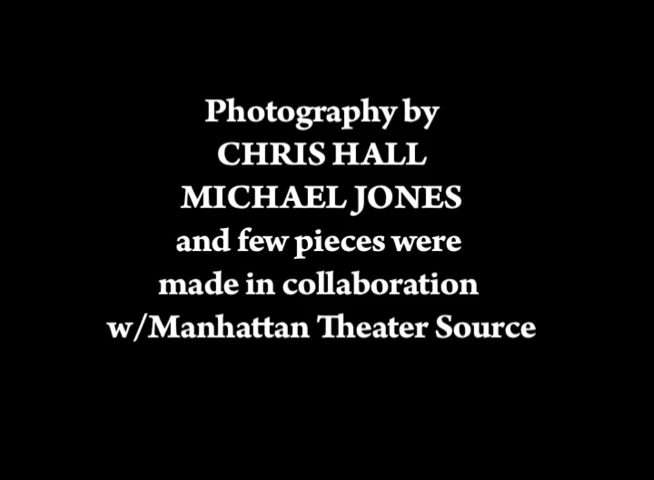 Photography by
CHRIS HALL
MICHAEL JONES
and few pieces were
made in collaboration
w/Manhattan Theater Source